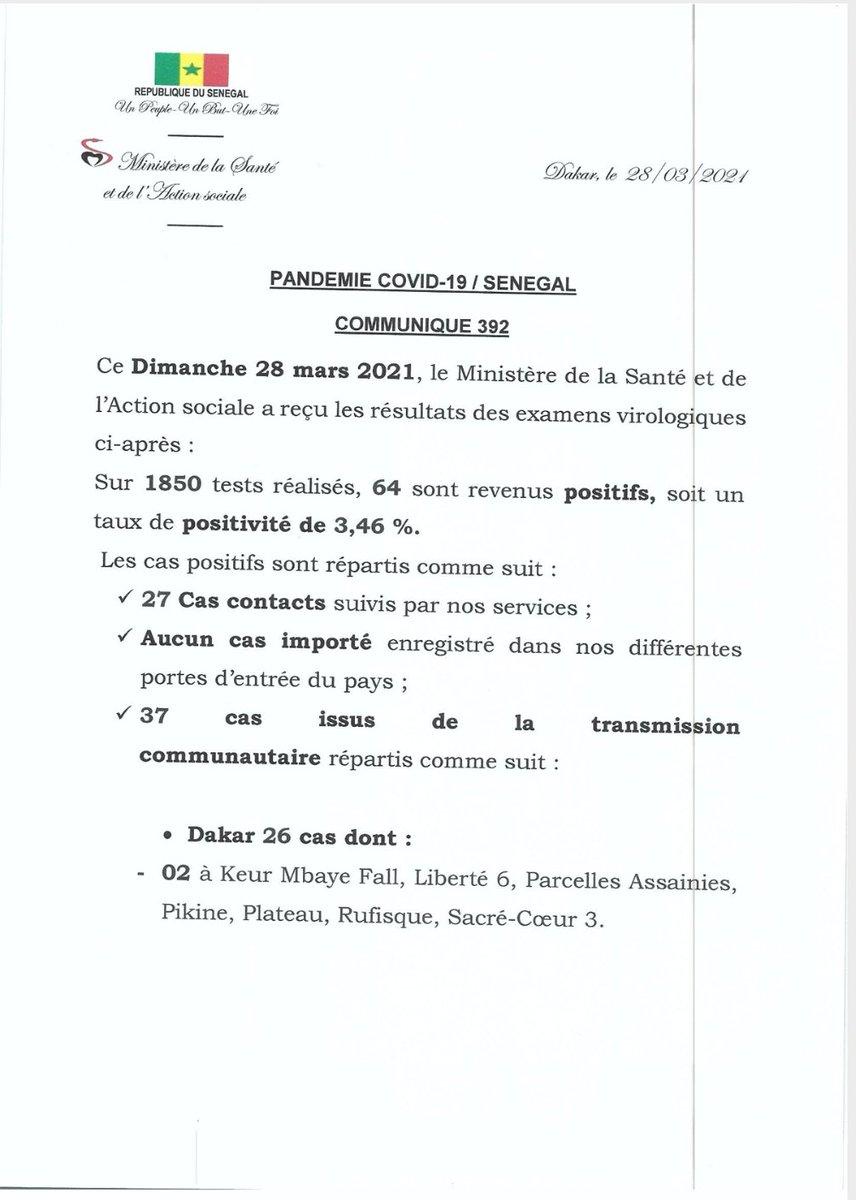 REPUBLIQUE DU SENEGAL
Un Peuple-Un But-Une Foi
Ministère de la Santé
et de l'Action sociale
Dakar, le 28/03/2021
PANDEMIE COVID-19 / SENEGAL
COMMUNIQUE 392
Ce Dimanche 28 mars 2021, le Ministère de la Santé et de
l'Action sociale a reçu les résultats des examens virologiques
ci-après :
Sur 1850 tests réalisés, 64 sont revenus positifs, soit un
taux de positivité de 3,46 %.
Les cas positifs sont répartis comme suit :
✓ 27 Cas contacts suivis par nos services ;
✓ Aucun cas importé enregistré dans nos différentes
portes d'entrée du pays ;
✓ 37 cas issus de la transmission
communautaire répartis comme suit :
• Dakar 26 cas dont :
- 02 à Keur Mbaye Fall, Liberté 6, Parcelles Assainies,
Pikine, Plateau, Rufisque, Sacré-Cœur 3.